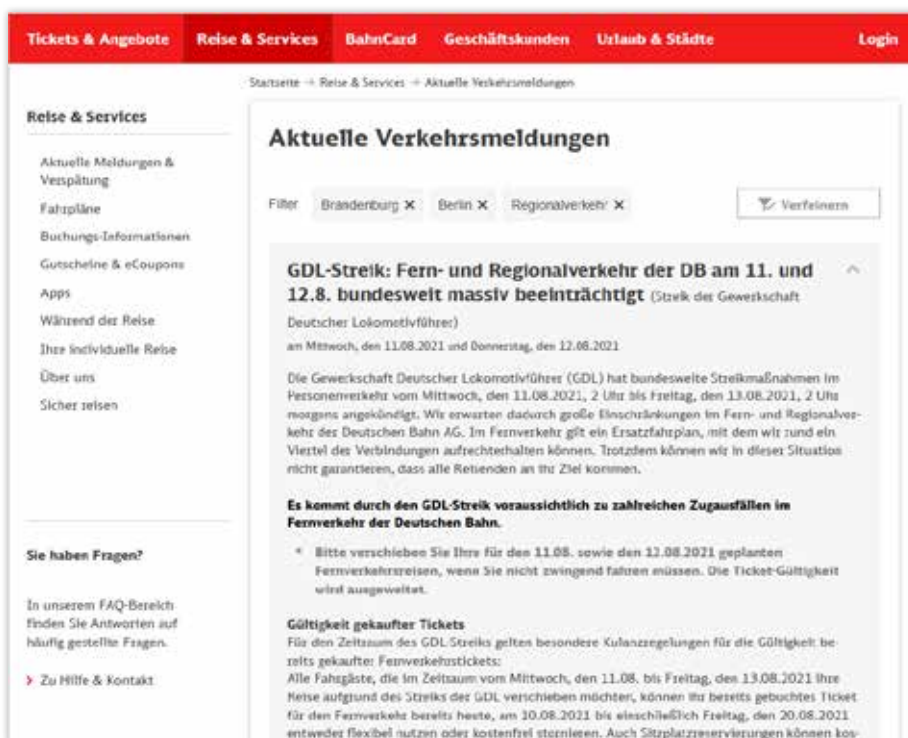 Tickets & Angebote Reise & Services BahnCard Geschäftskunden Urlaub & Städte Login
Startseite → Reise & Services → Aktuelle Verkehrsmeldungen
Reise & Services
Aktuelle Meldungen &
Verspätung
Fahrpläne
Buchungs-Informationen
Gutscheine & eCoupons
Apps
Während der Reise
Ihre individuelle Reise
Über uns
Sicher reisen
Sie haben Fragen?
In unserem FAQ-Bereich
finden Sie Antworten auf
häufig gestellte Fragen.
Zu Hilfe & Kontakt
Aktuelle Verkehrsmeldungen
Filter Brandenburg × Berlin × Regionalverkehr × Verfeinern
GDL-Streik: Fern- und Regionalverkehr der DB am 11. und
12.8. bundesweit massiv beeinträchtigt (Streik der Gewerkschaft
Deutscher Lokomotivführer)
am Mittwoch, den 11.08.2021 und Donnerstag, den 12.08.2021
Die Gewerkschaft Deutscher Lokomotivführer (GDL) hat bundesweite Streikmaßnahmen im
Personenverkehr vom Mittwoch, den 11.08.2021, 2 Uhr bis Freitag, den 13.08.2021, 2 Uhr
morgens angekündigt. Wir erwarten dadurch große Einschränkungen im Fern- und Regionalver-
kehr der Deutschen Bahn AG. Im Fernverkehr gilt ein Ersatzfahrplan, mit dem wir rund ein
Viertel der Verbindungen aufrechterhalten können. Trotzdem können wir in dieser Situation
nicht garantieren, dass alle Reisenden an ihr Ziel kommen.
Es kommt durch den GDL-Streik voraussichtlich zu zahlreichen Zugausfällen im
Fernverkehr der Deutschen Bahn.
• Bitte verschieben Sie Ihre für den 11.08. sowie den 12.08.2021 geplanten
Fernverkehrsreisen, wenn Sie nicht zwingend fahren müssen. Die Ticket-Gültigkeit
wird ausgeweitet.
Gültigkeit gekaufter Tickets
Für den Zeitraum des GDL-Streiks gelten besondere Kulanzregelungen für die Gültigkeit be-
reits gekaufter Fernverkehrstickets:
Alle Fahrgäste, die im Zeitraum vom Mittwoch, den 11.08. bis Freitag, den 13.08.2021 ihre
Reise aufgrund des Streiks der GDL verschieben möchten, können ihr bereits gebuchtes Ticket
für den Fernverkehr bereits heute, am 10.08.2021 bis einschließlich Freitag, den 20.08.2021
entweder flexibel nutzen oder kostenfrei stornieren. Auch Sitzplatzreservierungen können kos-